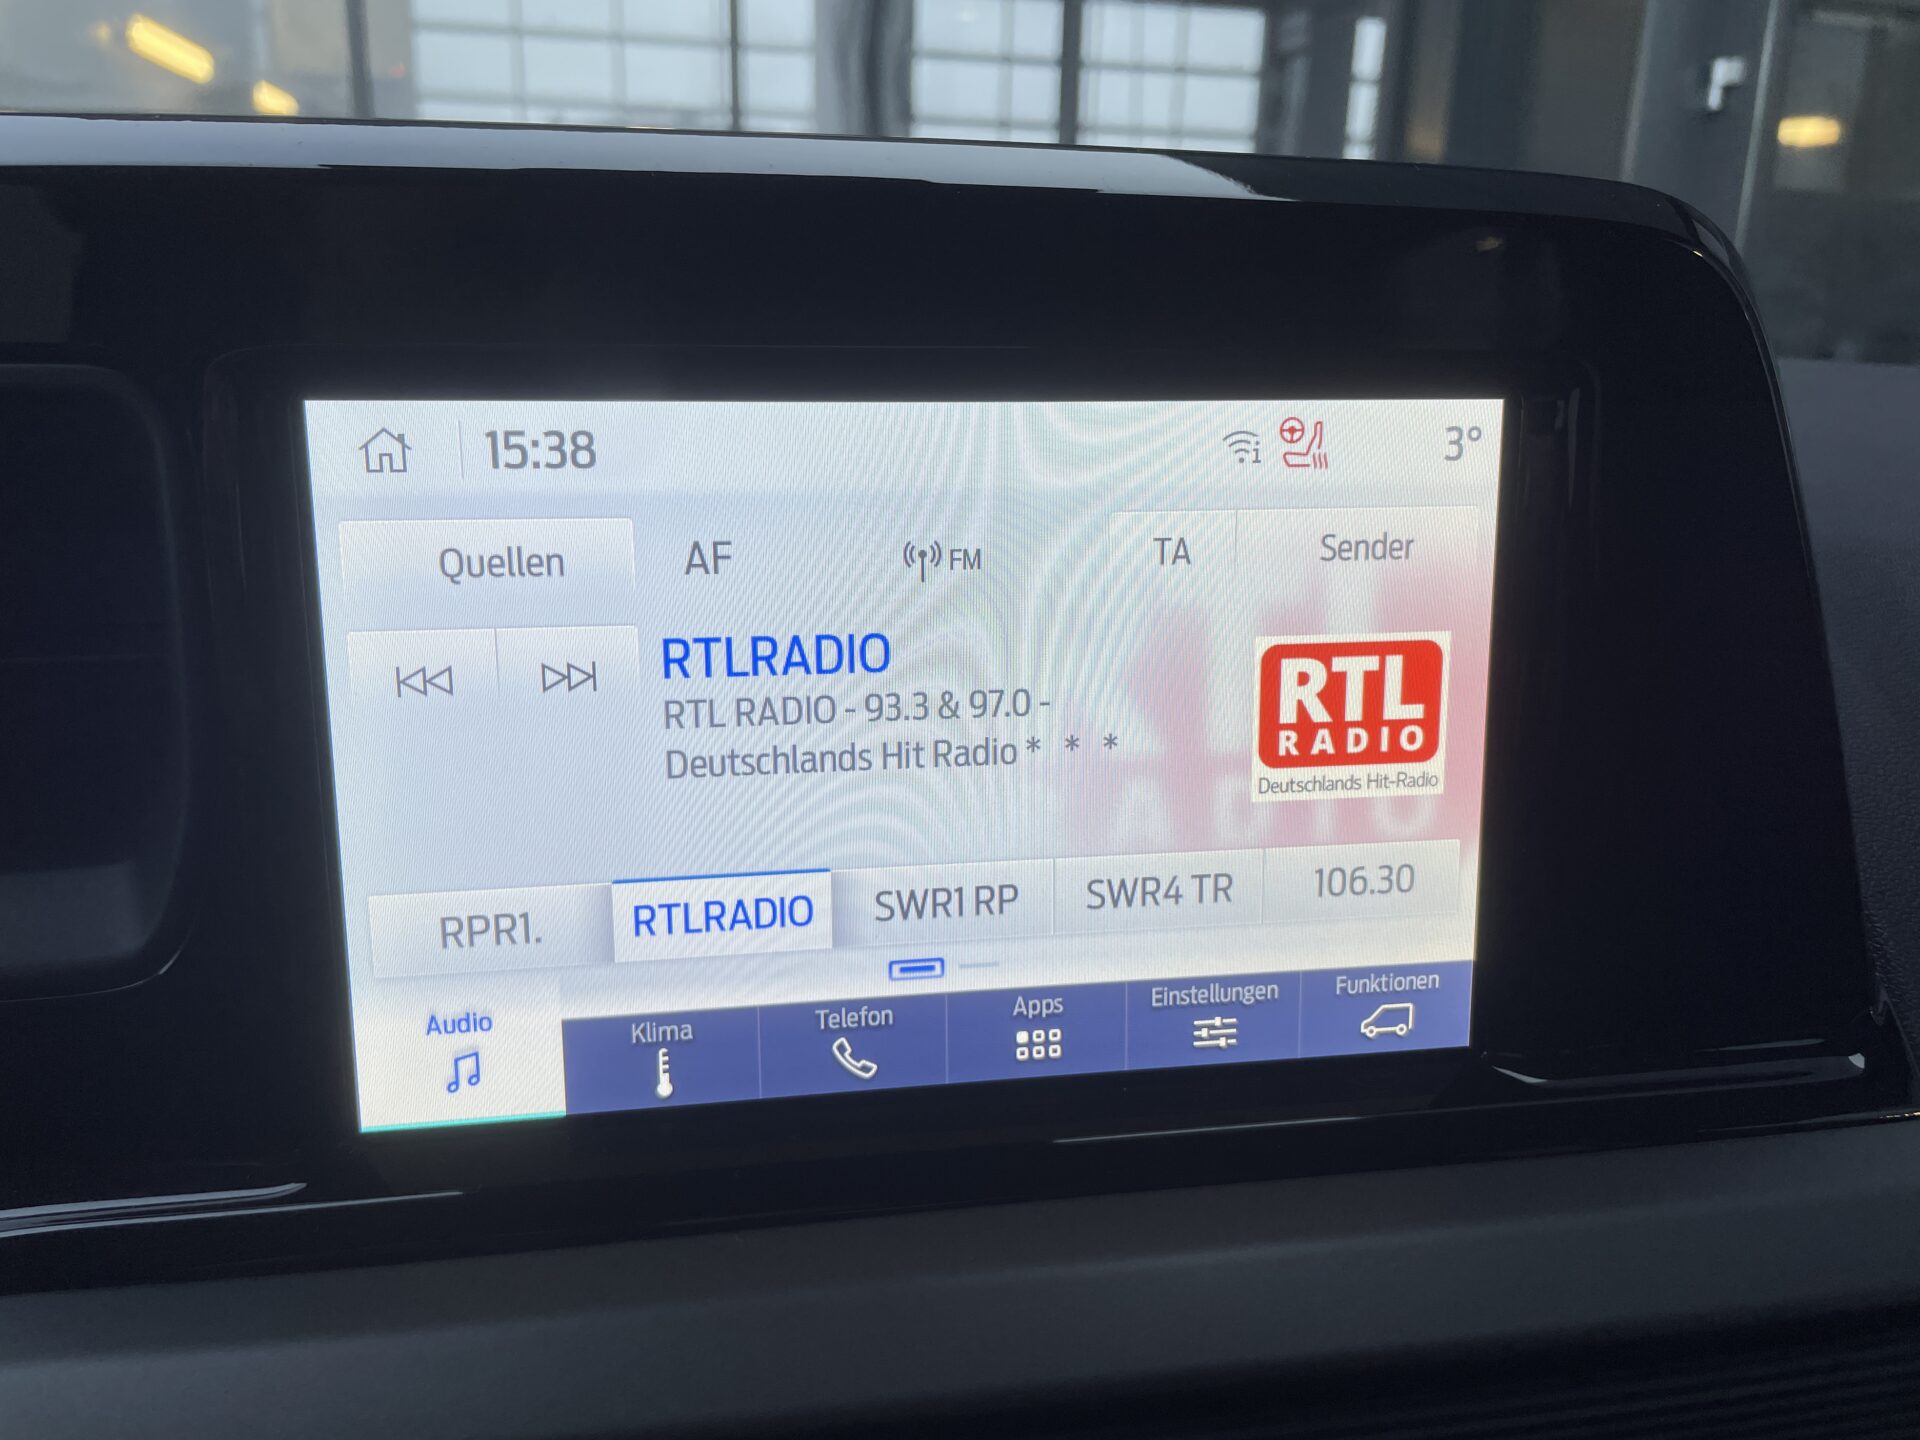 15:38
3°
Quellen
AF
FM
TA
Sender
RTLRADIO
RTL RADIO - 93.3 & 97.0 -
Deutschlands Hit Radio * * *
RTL
RADIO
Deutschlands Hit-Radio
RPR1.
RTLRADIO
SWR1 RP
SWR4 TR
106.30
Audio
Klima
Telefon
Apps
Einstellungen
Funktionen